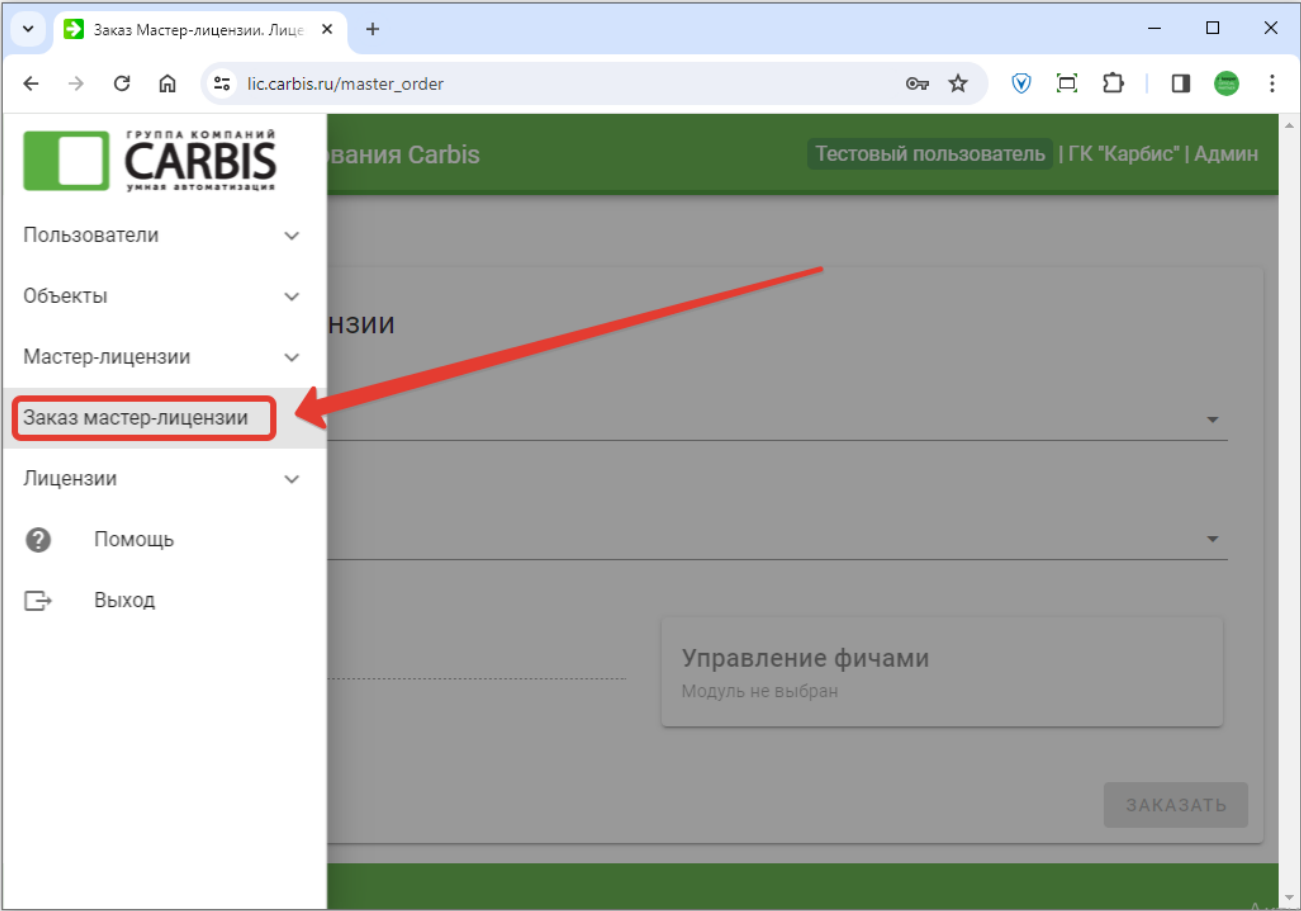 Заказ Мастер-лицензии. Лице
lic.carbis.ru/master_order
ГРУППА КОМПАНИЙ
CARBIS
умная автоматизация
вания Carbis
Тестовый пользователь | ГК "Карбис" | Админ
Пользователи
Объекты
нзии
Мастер-лицензии
Заказ мастер-лицензии
Лицензии
Помощь
Выход
Управление фичами
Модуль не выбран
ЗАКАЗАТЬ